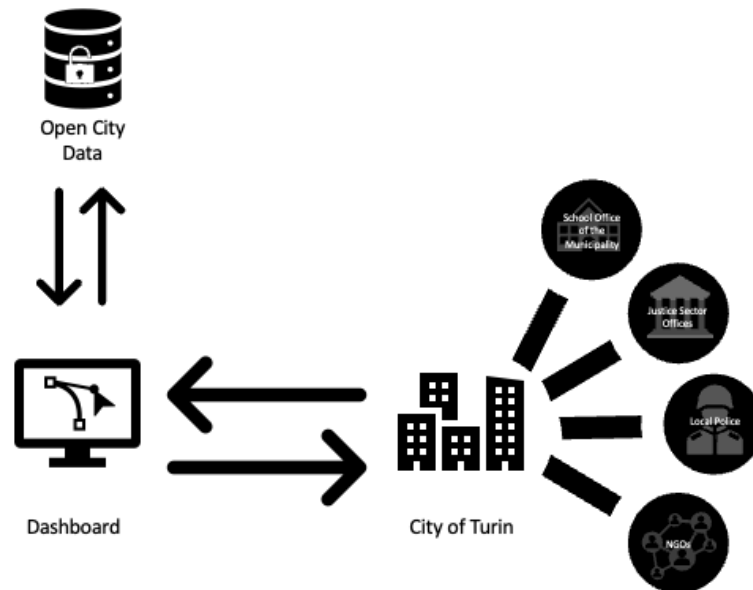 Open City
Data
School Office
of the
Municipality
Justice Sector
Offices
Local Police
NGOs
Dashboard
City of Turin